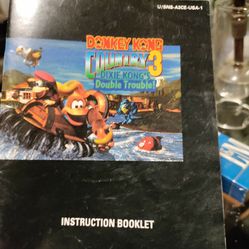 U/SNS-A3CE-USA-1
DONKEY KONG
COUNTRY 3
DIXIE KONG'S
Double Trouble!
INSTRUCTION BOOKLET